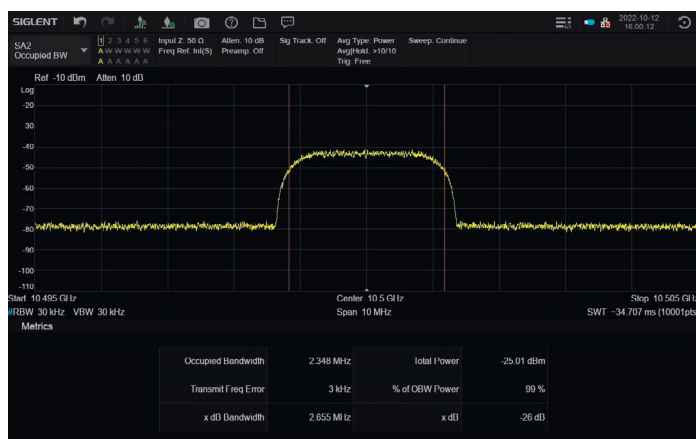 SIGLENT
2022-10-12
16.00.12
SA2
Occupied BW
1 2 3 4 5 6
A W W W W W
A A A A A A
Input Z. 50 Ω
Freq Ref. Int(S)
Atten. 10 dB
Preamp. Off
Sig Track. Off
Avg Type. Power
Avg|Hold. >10/10
Trig Free
Sweep. Continue
Ref -10 dBm Atten 10 dB
Log
-20
30
-40
-50
-60
-70
-80
-90
-100
-110
Start 10.495 GHz
Center 10.5 GHz
Stop 10.505 GHz
#RBW 30 kHz VBW 30 kHz
Span 10 MHz
SWT ~34.707 ms (10001pts
Metrics
Occupied Bandwidth 2.348 MHz Total Power -25.01 dBm
Transmit Freq Error 3 kHz % of OBW Power 99 %
x dB Bandwidth 2.655 MHz x dB -26 dB